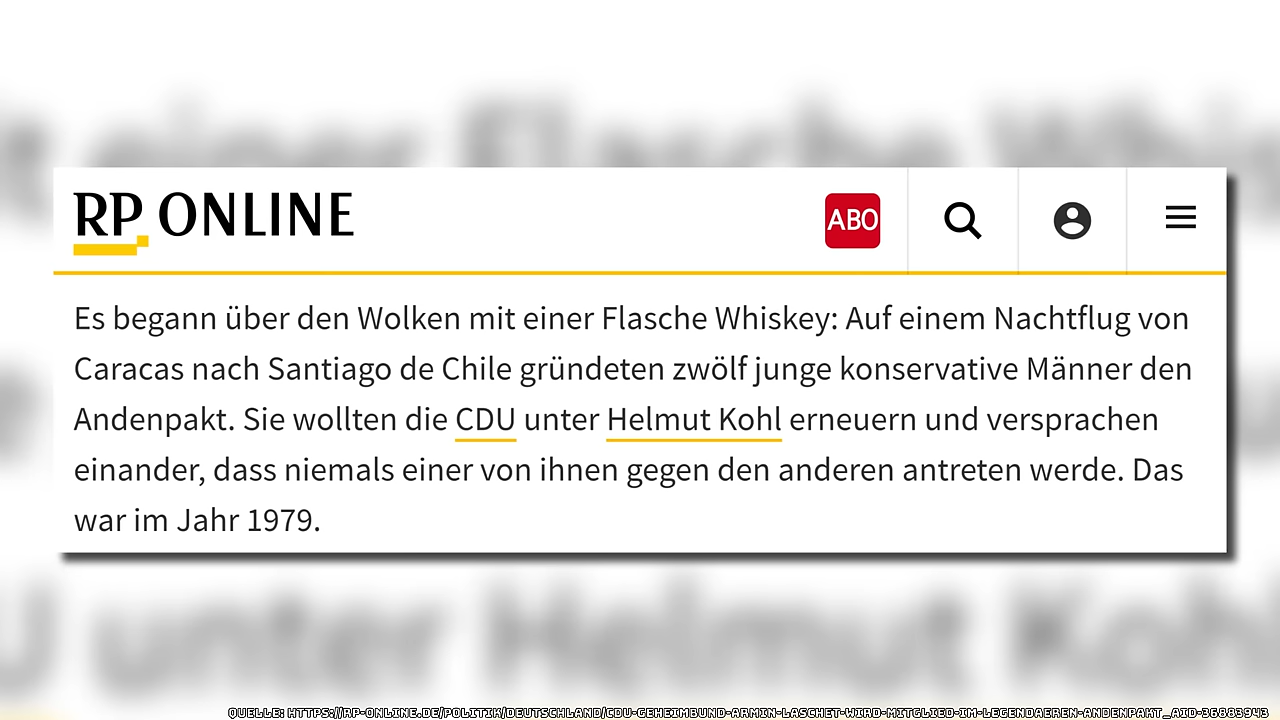 RP ONLINE
ABO
Es begann über den Wolken mit einer Flasche Whiskey: Auf einem Nachtflug von
Caracas nach Santiago de Chile gründeten zwölf junge konservative Männer den
Andenpakt. Sie wollten die CDU unter Helmut Kohl erneuern und versprachen
einander, dass niemals einer von ihnen gegen den anderen antreten werde. Das
war im Jahr 1979.
QUELLE: HTTPS://RP-ONLINE.DE/POLITIK/DEUTSCHLAND/CDU-GEHEIMBUND-ARMIN-LASCHET-WIRD-MITGLIED-IM-LEGENDAEREN-ANDENPAKT_AID-36883943